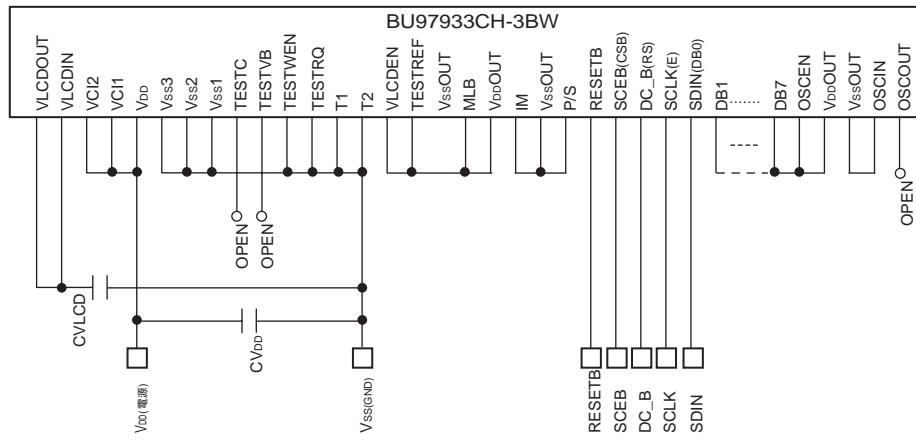 BU97933CH-3BW
VLCDOUT
VLCDIN
VCI2
VCI1
VDD
VSS3
VSS2
VSS1
TESTC
TESTVB
TESTWEN
TESTRQ
T1
T2
VLCDEN
TESTREF
VSSOUT
MLB
VDDOUT
IM
VSSOUT
P/S
RESETB
SCEB(CSB)
DC_B(RS)
SCLK(E)
SDIN(DB0)
DB1
........
DB7
OSCEN
VDDOUT
VSSOUT
OSCIN
OSCOUT
OPEN
OPEN
OPEN
CVLCD
CVDD
VDD(電源)
VSS(GND)
RESETB
SCEB
DC_B
SCLK
SDIN